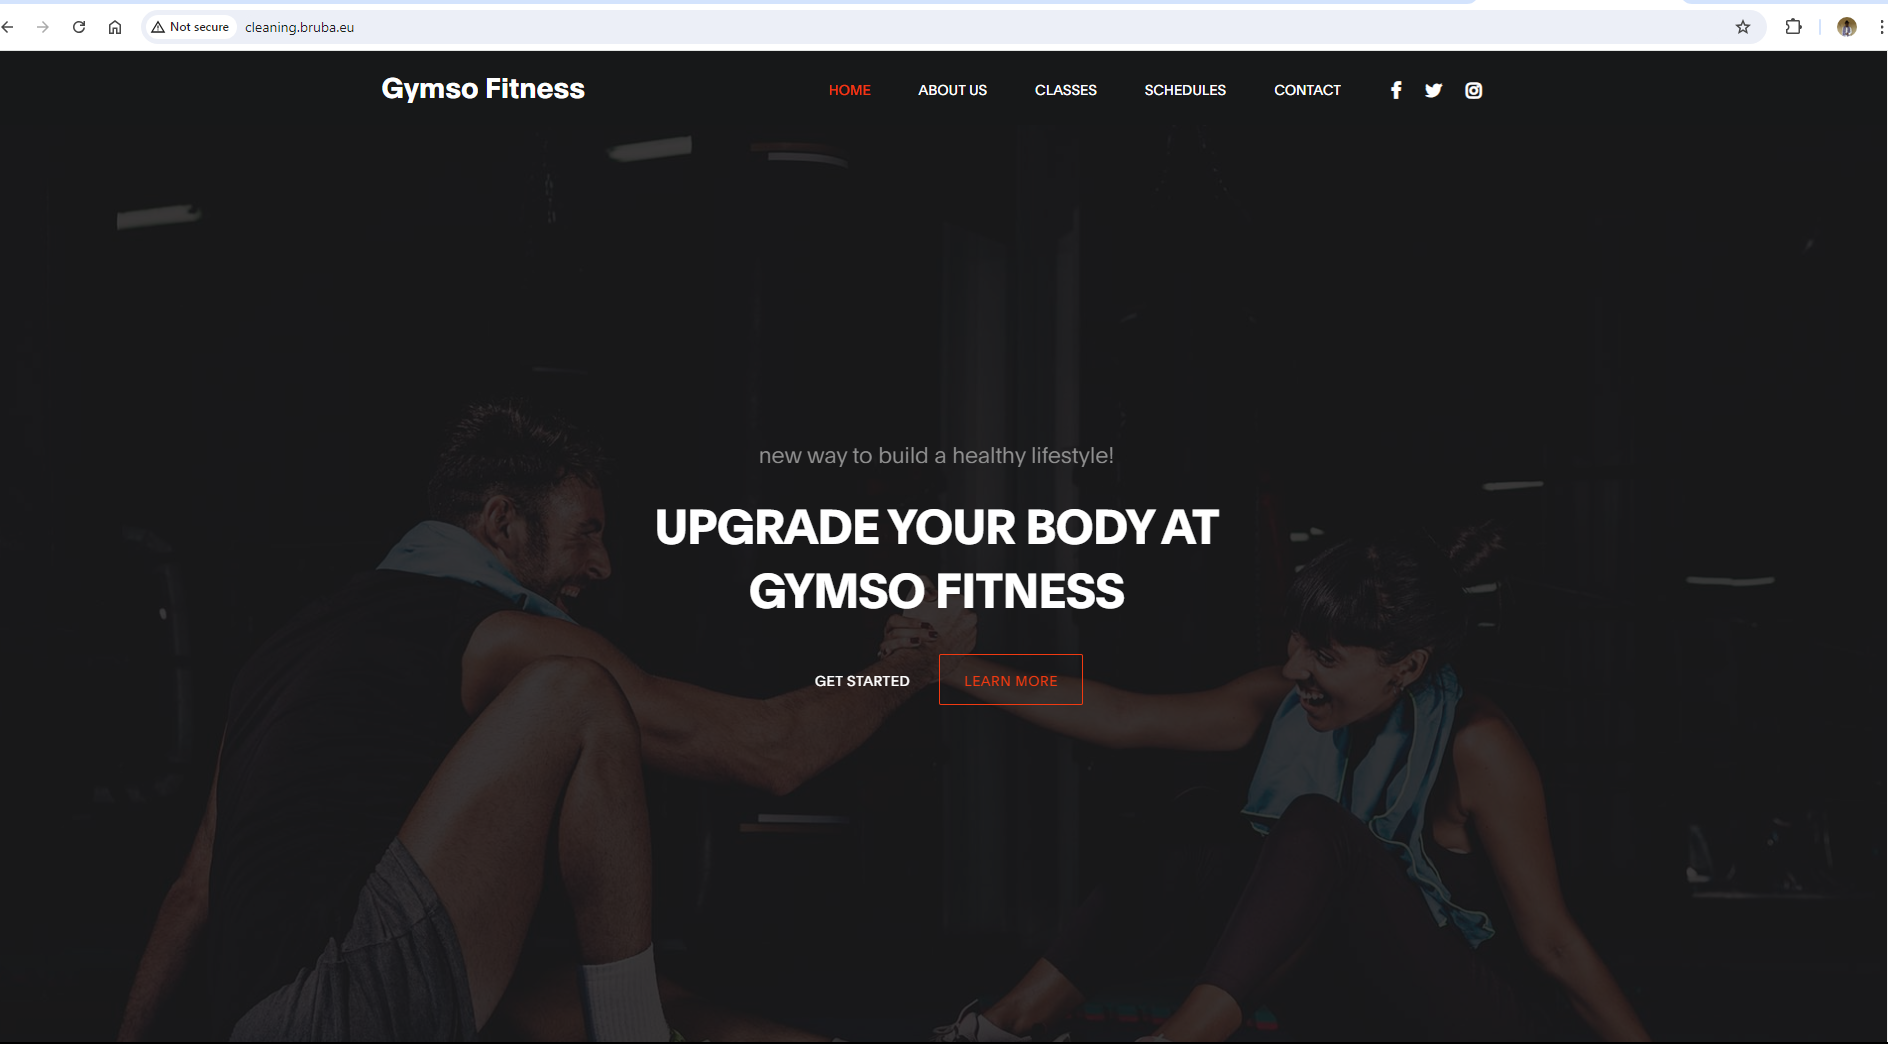 Not secure
cleaning.bruba.eu
Gymso Fitness
HOME
ABOUT US
CLASSES
SCHEDULES
CONTACT
new way to build a healthy lifestyle!
UPGRADE YOUR BODY AT
GYMSO FITNESS
GET STARTED
LEARN MORE